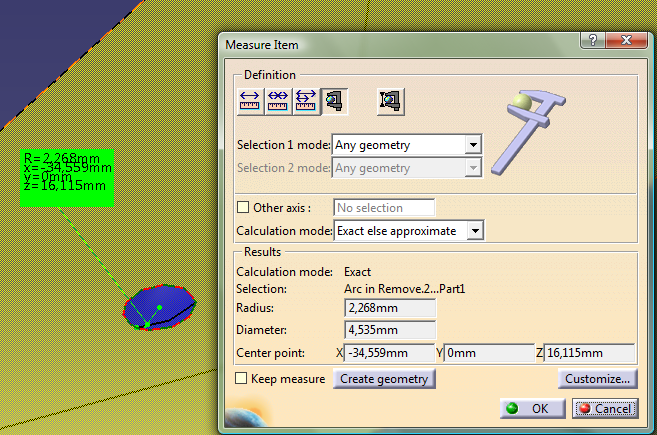 Measure Item
Definition
Selection 1 mode: Any geometry
Selection 2 mode: Any geometry
Other axis : No selection
Calculation mode: Exact else approximate
Results
Calculation mode: Exact
Selection: Arc in Remove.2...Part1
Radius: 2,268mm
Diameter: 4,535mm
Center point: X -34,559mm Y 0mm Z 16,115mm
Keep measure Create geometry Customize...
OK Cancel
R=2,268mm
x=-34,559mm
y=0mm
z=16,115mm